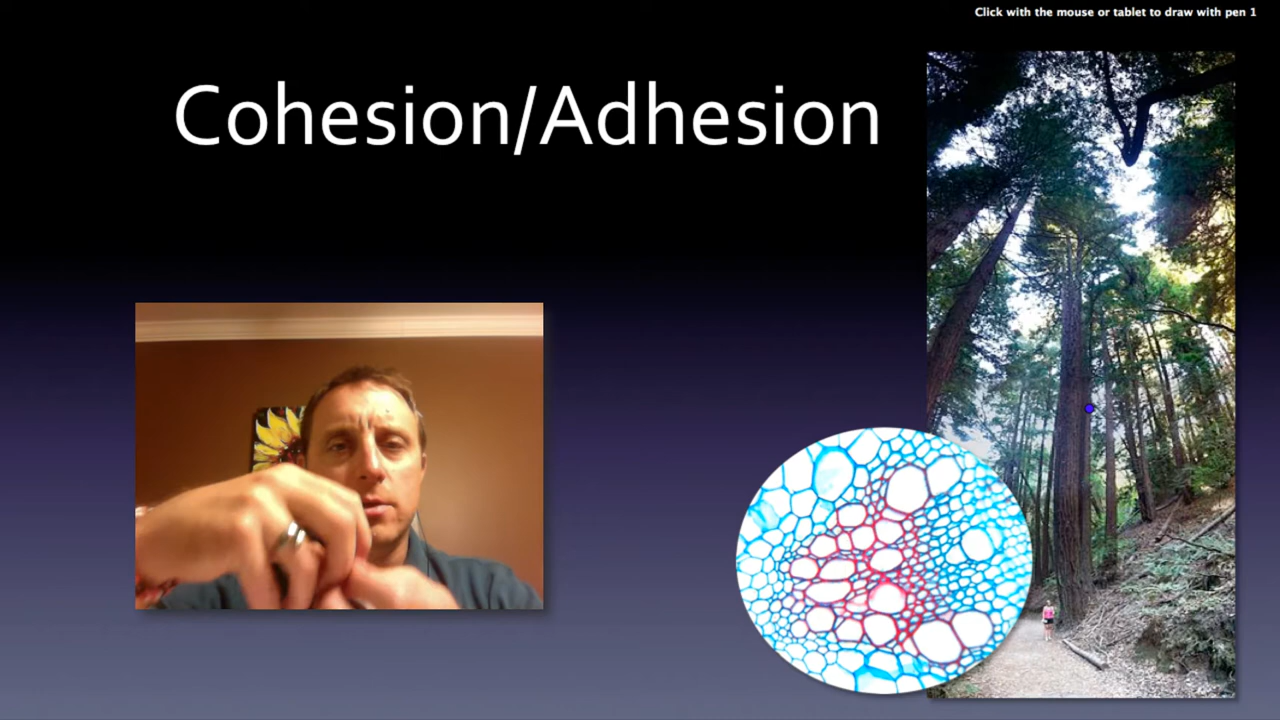 Click with the mouse or tablet to draw with pen 1
Cohesion/Adhesion